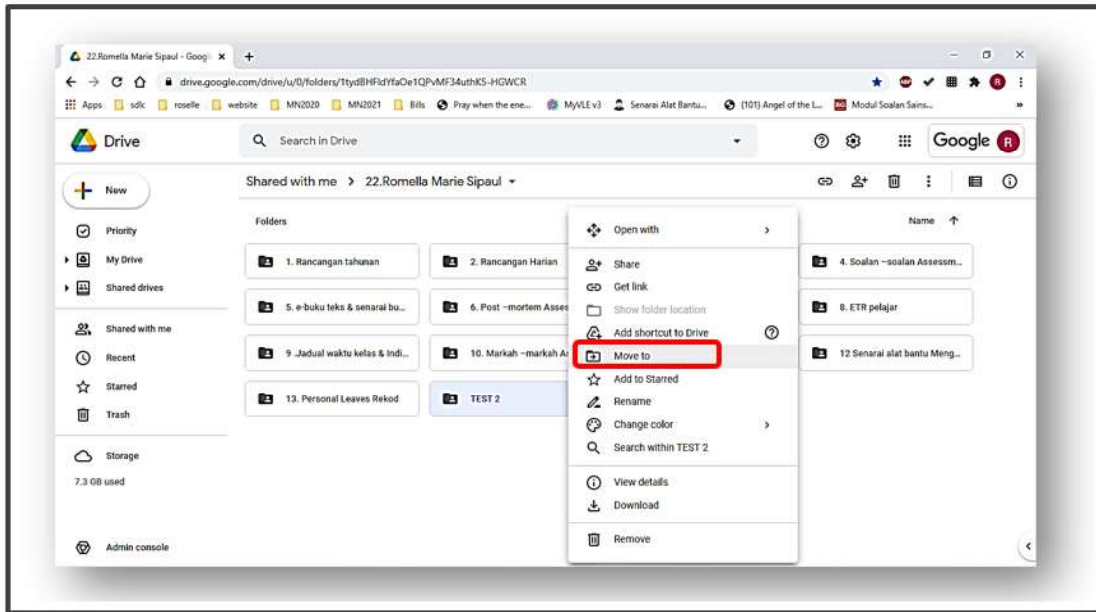 22.Romella Marie Sipaul - Googl
drive.google.com/drive/u/0/folders/1tydBHFldYfaOe1QPvMF34uthK5-HGWCR
Apps sdlc roselle website MN2020 MN2021 Bills Pray when the ene... MyVLE v3 Senarai Alat Bantu... (101) Angel of the L... Modul Soalan Sains... »
Drive
Search in Drive
Google R
New
Shared with me > 22.Romella Marie Sipaul
Priority
My Drive
Shared drives
Shared with me
Recent
Starred
Trash
Storage
7.3 GB used
Admin console
Folders
Name
1. Rancangan tahunan
2. Rancangan Harian
4. Soalan –soalan Assessm...
5. e-buku teks & senarai bu...
6. Post –mortem Asses
8. ETR pelajar
9 .Jadual waktu kelas & Indi...
10. Markah –markah A
12 Senarai alat bantu Meng...
13. Personal Leaves Rekod
TEST 2
Open with
Share
Get link
Show folder location
Add shortcut to Drive
Move to
Add to Starred
Rename
Change color
Search within TEST 2
View details
Download
Remove